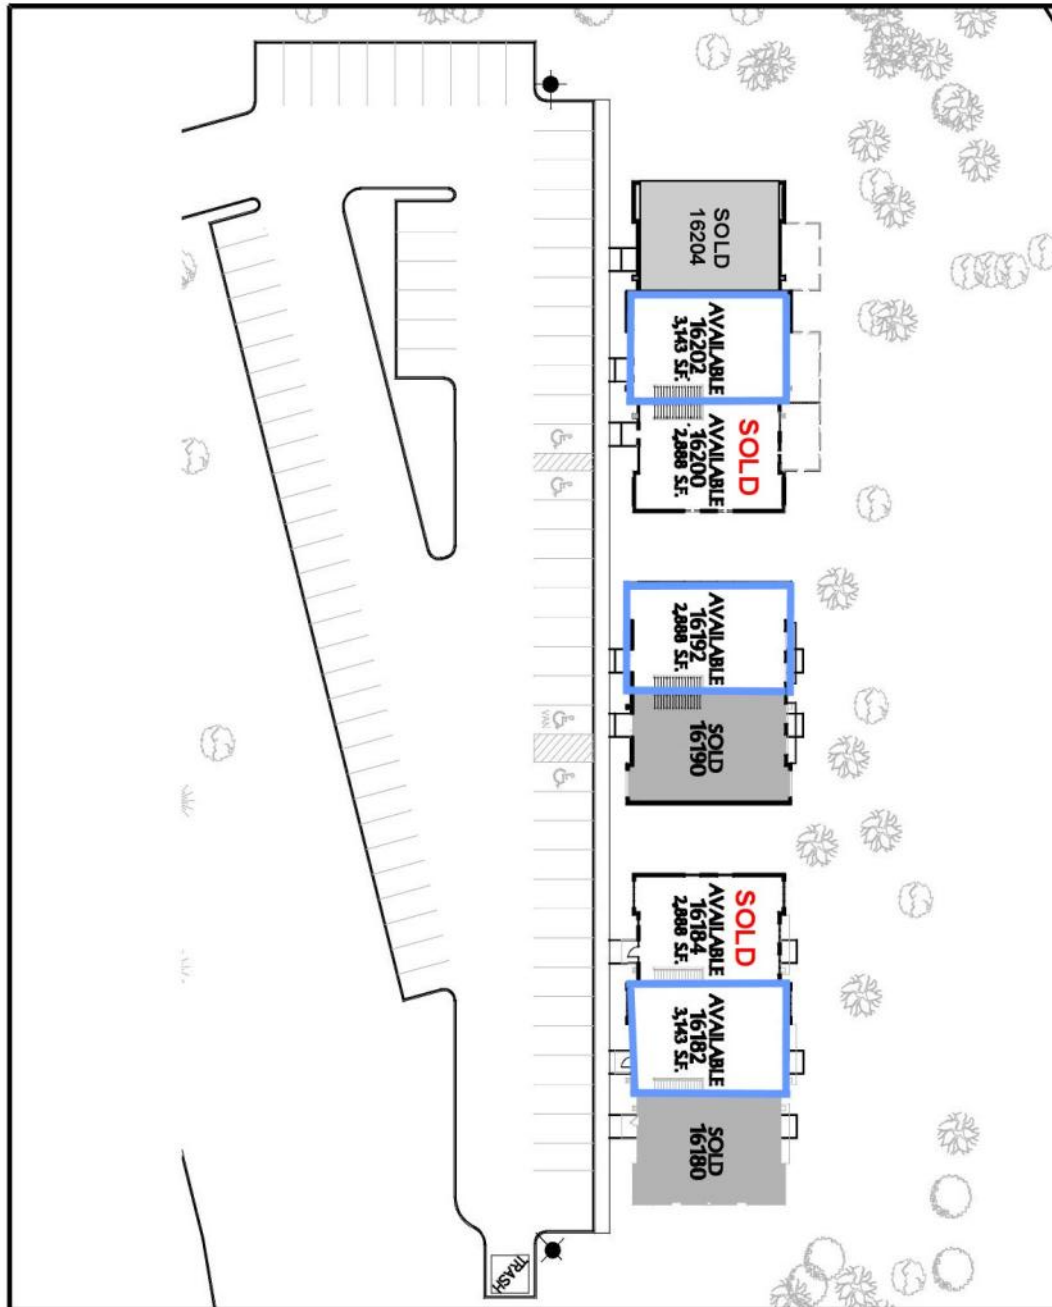 SOLD
16204
AVAILABLE
16202
3,143 S.F.
SOLD
AVAILABLE
16200
2,888 S.F.
AVAILABLE
16192
2,888 S.F.
VAN
SOLD
16190
SOLD
AVAILABLE
16184
2,888 S.F.
AVAILABLE
16182
3,143 S.F.
SOLD
16180
TRASH